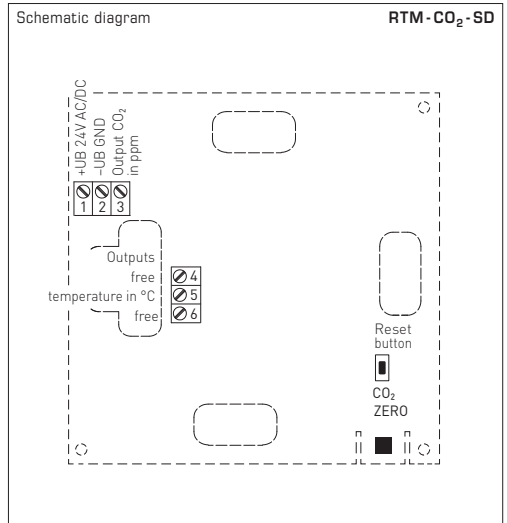 Schematic diagram
RTM-CO₂-SD
+UB 24V AC/DC
–UB GND
Output CO₂
in ppm
1 2 3
Outputs
free 4
temperature in °C 5
free 6
Reset
button
CO₂
ZERO